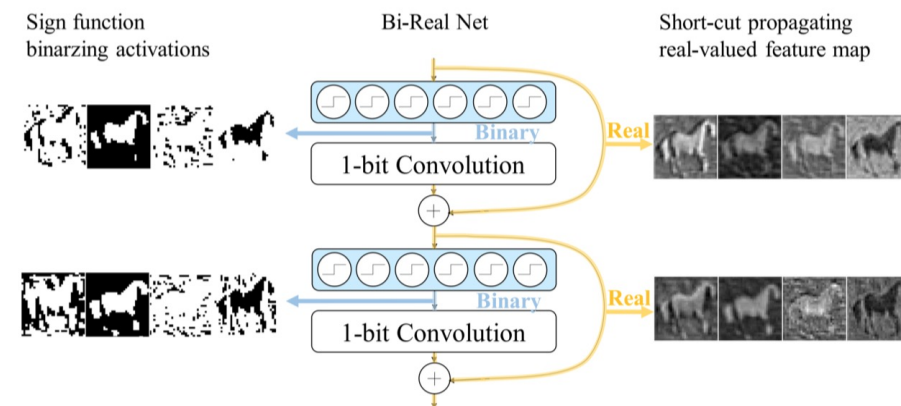 Sign function
binarzing activations
Bi-Real Net
Short-cut propagating
real-valued feature map
Binary
Real
1-bit Convolution
+
Binary
Real
1-bit Convolution
+